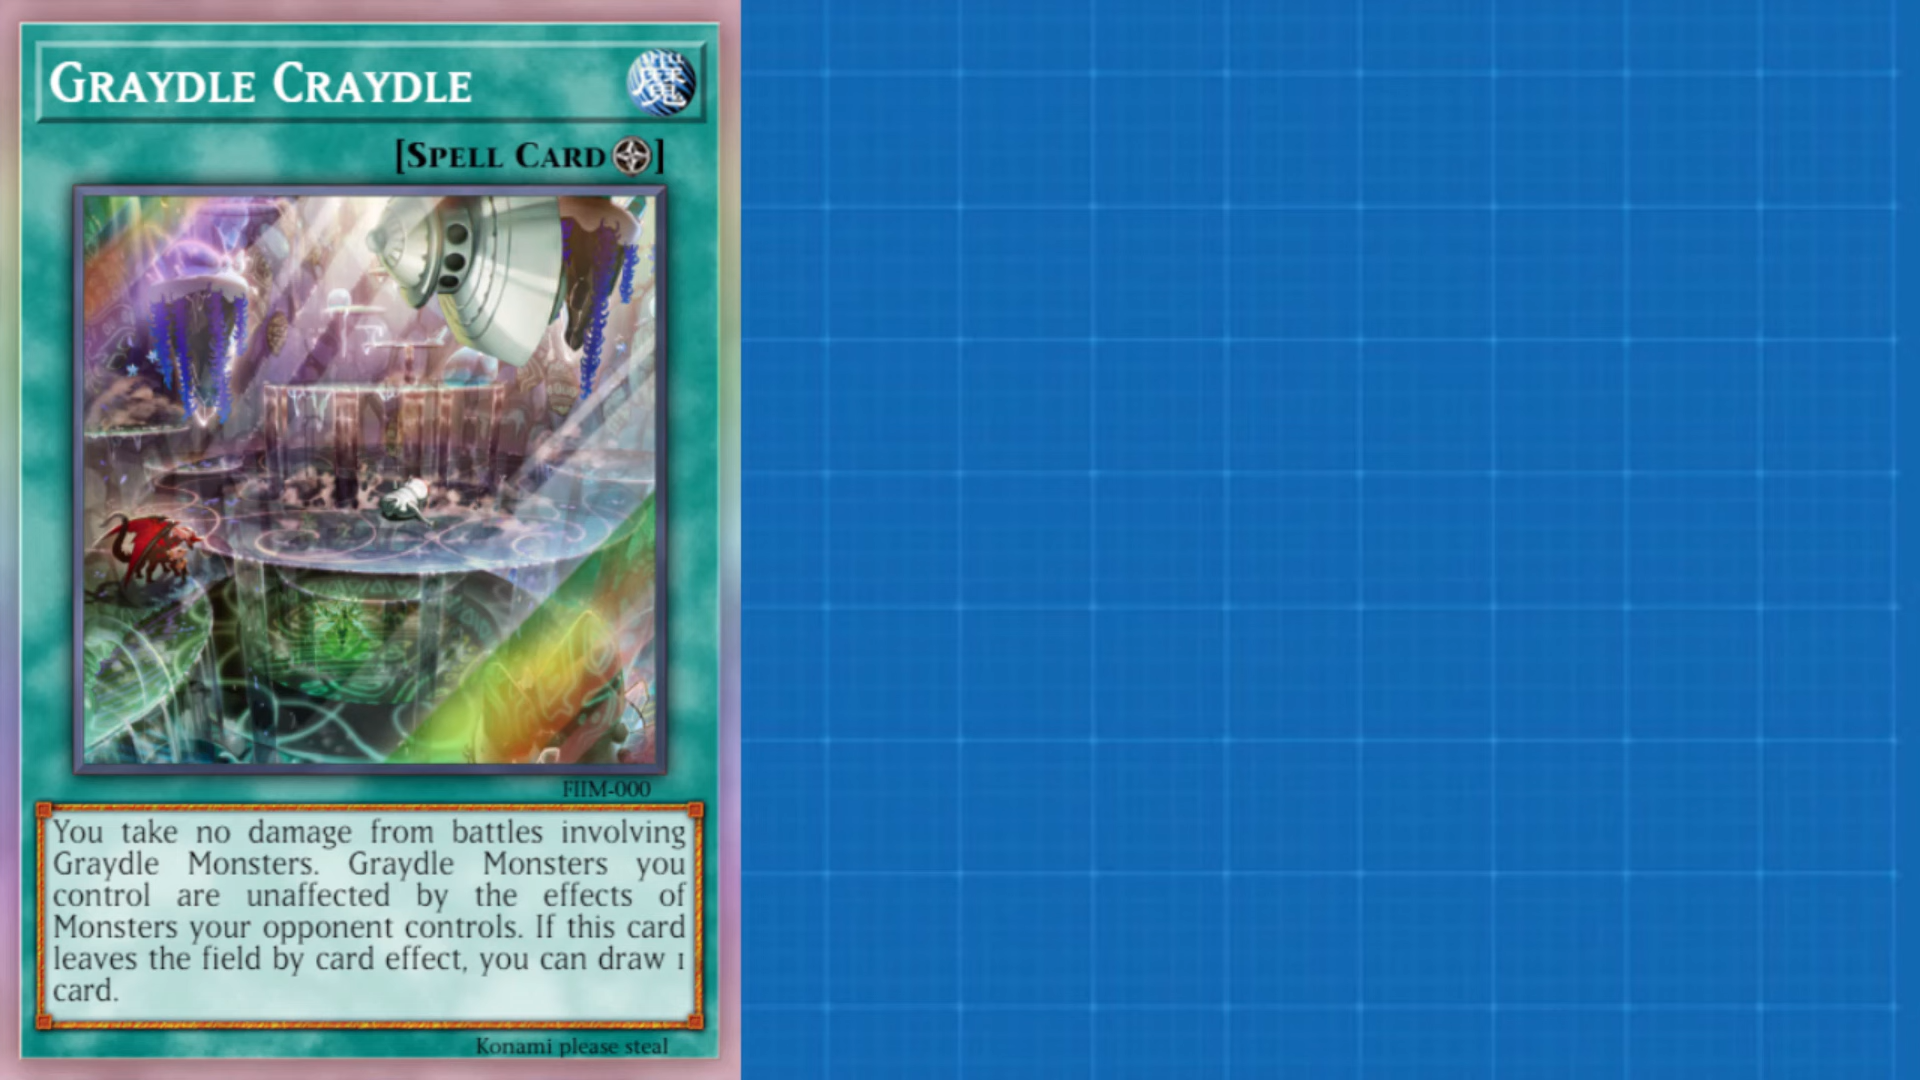 GRAYDLE CRAYDLE
魔
[SPELL CARD]
FIIM-000
You take no damage from battles involving
Graydle Monsters. Graydle Monsters you
control are unaffected by the effects of
Monsters your opponent controls. If this card
leaves the field by card effect, you can draw 1
card.
Konami please steal